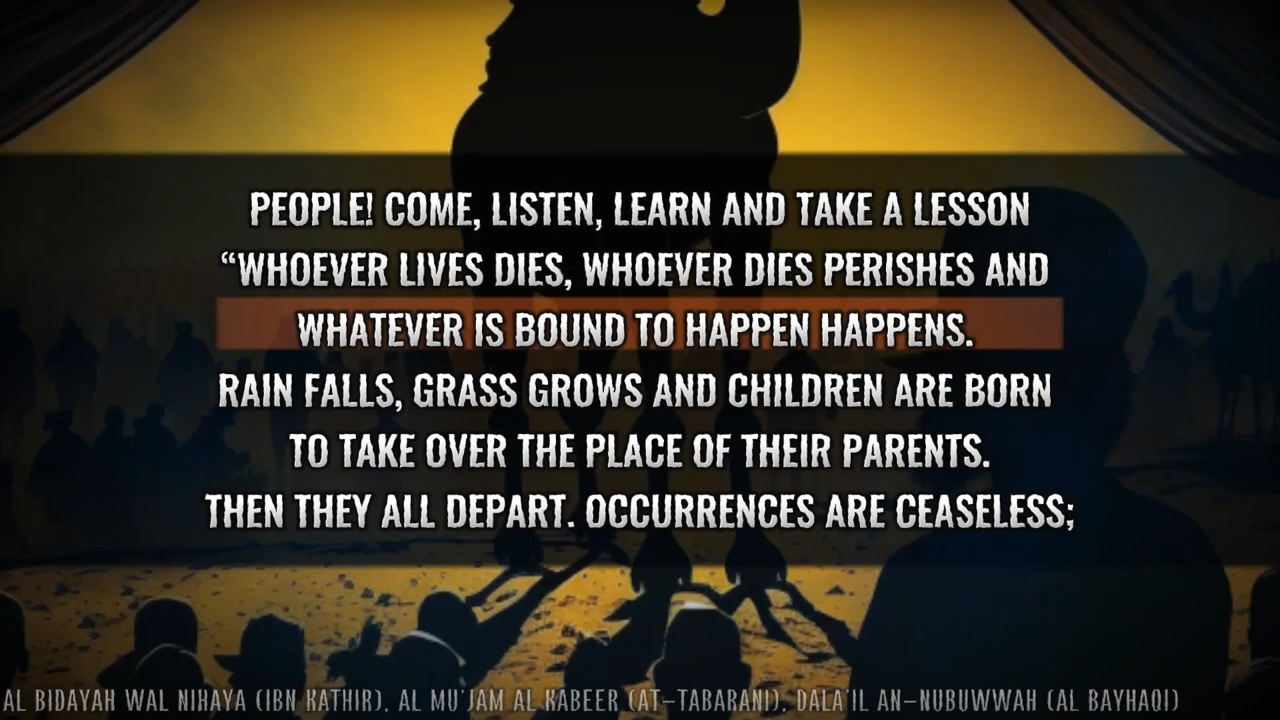 PEOPLE! COME, LISTEN, LEARN AND TAKE A LESSON
“WHOEVER LIVES DIES, WHOEVER DIES PERISHES AND
WHATEVER IS BOUND TO HAPPEN HAPPENS.
RAIN FALLS, GRASS GROWS AND CHILDREN ARE BORN
TO TAKE OVER THE PLACE OF THEIR PARENTS.
THEN THEY ALL DEPART. OCCURRENCES ARE CEASELESS;
AL BIDAYAH WAL NIHAYA (IBN KATHIR), AL MU'JAM AL KABEER (AT-TABARANI), DALA'IL AN-NUBUWWAH (AL BAYHAQI)